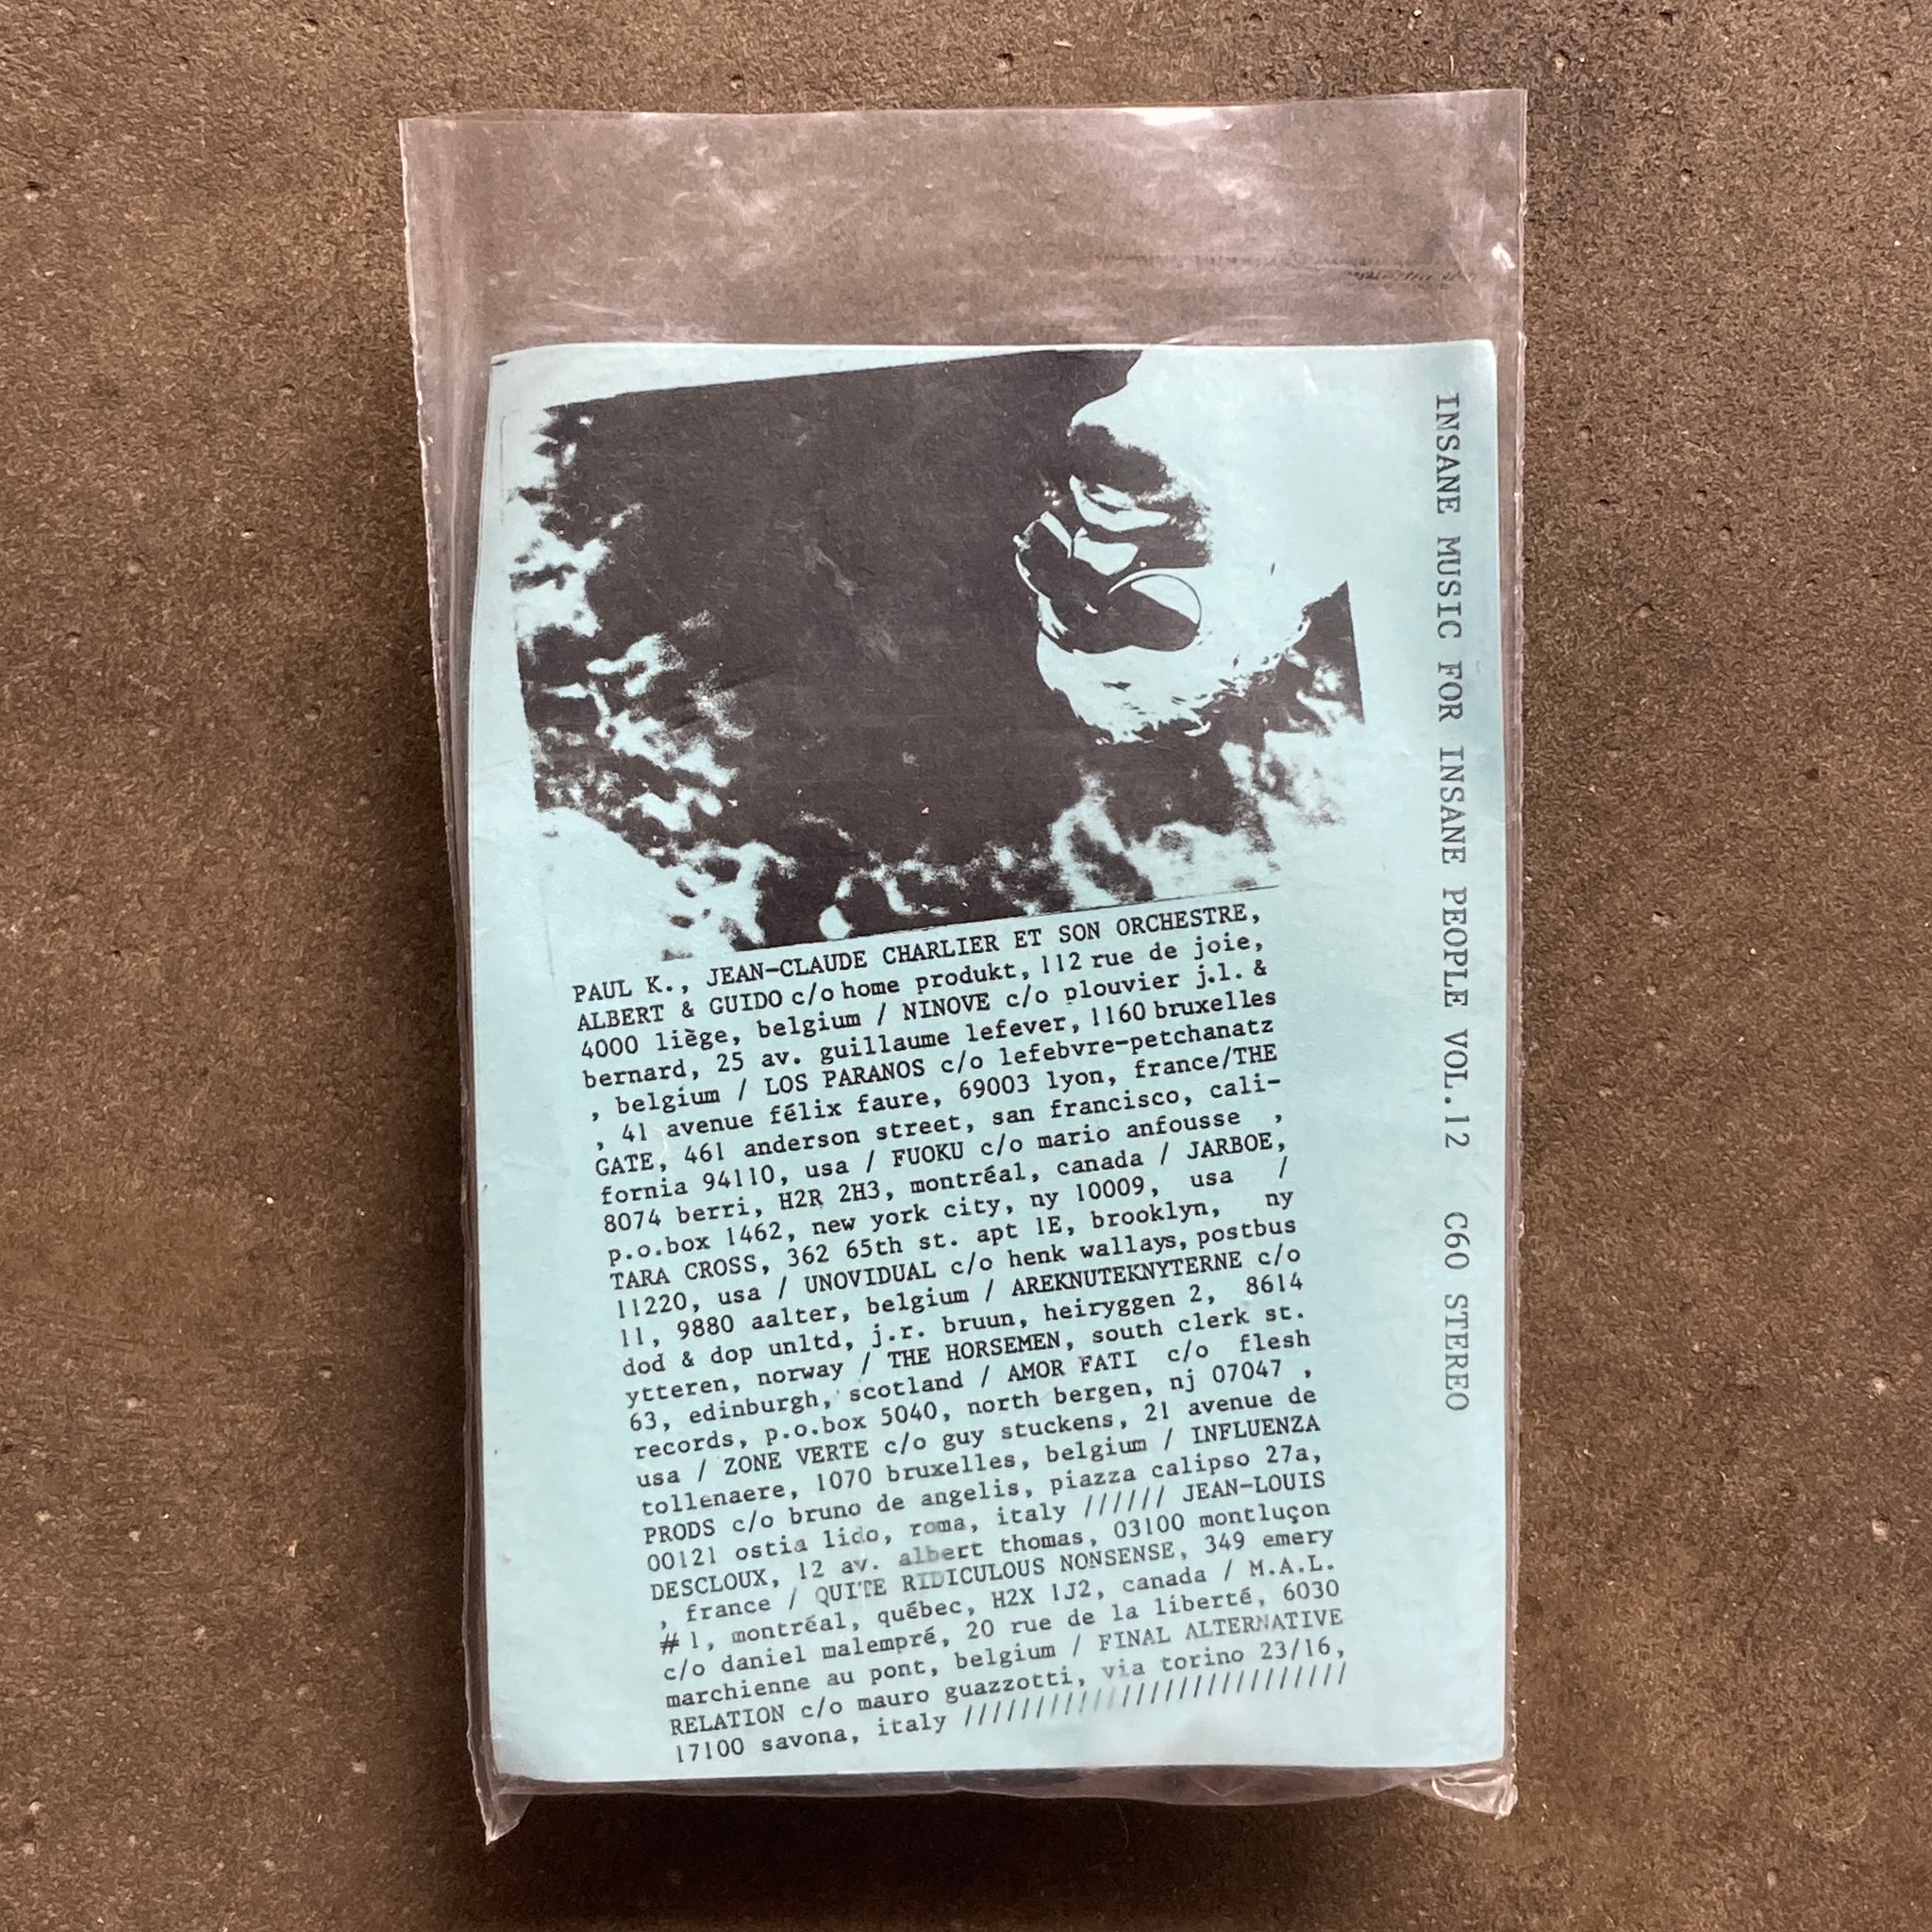 INSANE MUSIC FOR INSANE PEOPLE VOL.12 C60 STEREO
PAUL K., JEAN-CLAUDE CHARLIER ET SON ORCHESTRE,
ALBERT & GUIDO c/o home produkt, 112 rue de joie,
4000 liège, belgium / NINOVE c/o plouvier j.l. &
bernard, 25 av. guillaume lefever, 1160 bruxelles
, belgium / LOS PARANOS c/o lefebvre-petchanatz
, 41 avenue félix faure, 69003 lyon, france/THE
GATE, 461 anderson street, san francisco, cali-
fornia 94110, usa / FUOKU c/o mario anfousse ,
8074 berri, H2R 2H3, montréal, canada / JARBOE,
p.o.box 1462, new york city, ny 10009, usa /
TARA CROSS, 362 65th st. apt 1E, brooklyn, ny
11220, usa / UNOVIDUAL c/o henk wallays, postbus
11, 9880 aalter, belgium / AREKNUTEKNYTERNE c/o
dod & dop unltd, j.r. bruun, heiryggen 2, 8614
ytteren, norway / THE HORSEMEN, south clerk st.
63, edinburgh, scotland / AMOR FATI c/o flesh
records, p.o.box 5040, north bergen, nj 07047 ,
usa / ZONE VERTE c/o guy stuckens, 21 avenue de
tollenaere, 1070 bruxelles, belgium / INFLUENZA
PRODS c/o bruno de angelis, piazza calipso 27a,
00121 ostia lido, roma, italy ////// JEAN-LOUIS
DESCLOUX, 12 av. albert thomas, 03100 montluçon
, france / QUITE RIDICULOUS NONSENSE, 349 emery
#1, montréal, québec, H2X 1J2, canada / M.A.L.
c/o daniel malempré, 20 rue de la liberté, 6030
marchienne au pont, belgium / FINAL ALTERNATIVE
RELATION c/o mauro guazzotti, via torino 23/16,
17100 savona, italy ///////////////////////////